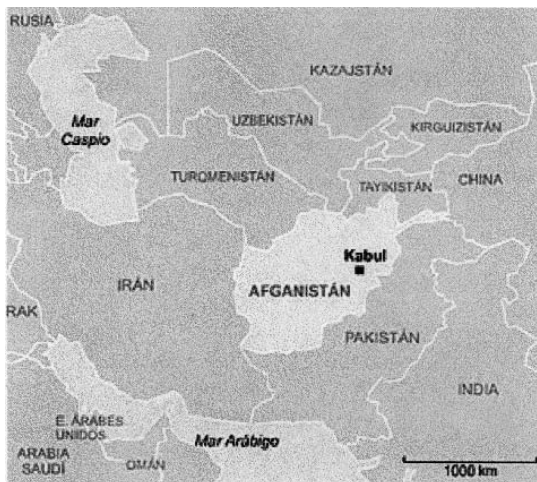 RUSIA
KAZAJSTÁN
Mar
Caspio
UZBEKISTÁN
KIRGUIZISTÁN
TURQMENISTÁN
TAYIKISTÁN
CHINA
Kabul
IRÁN
AFGANISTÁN
RAK
PAKISTÁN
INDIA
E. ÁRABES
UNIDOS
Mar Arábigo
ARABIA
SAUDÍ
OMÁN
1000 km